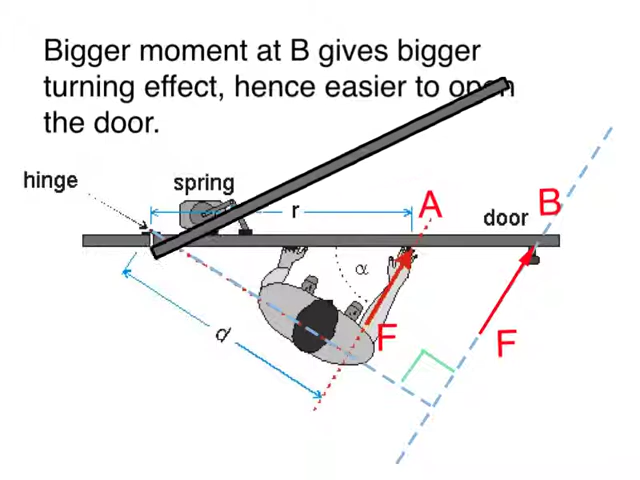 Bigger moment at B gives bigger
turning effect, hence easier to open
the door.
hinge
spring
r
A
door
B
α
d
F
F